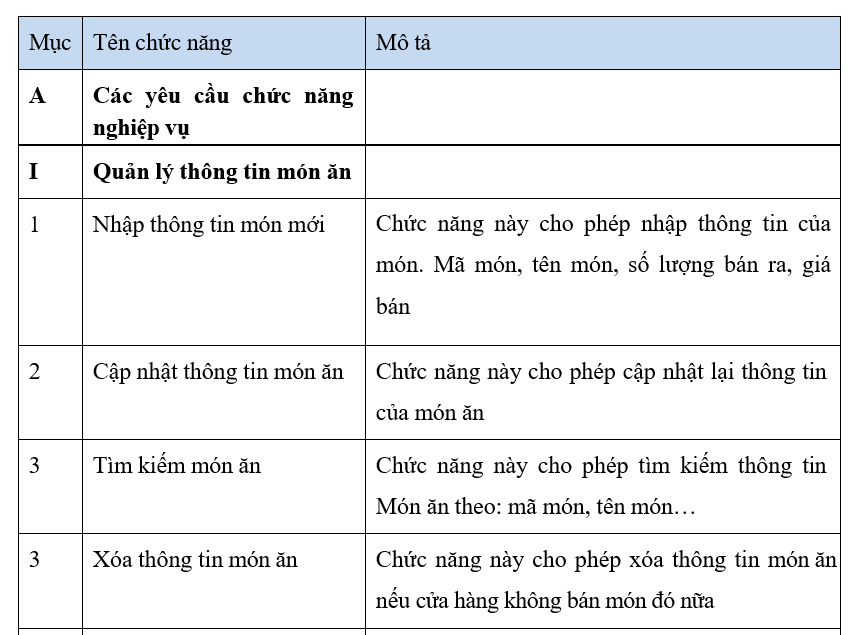 Mục Tên chức năng Mô tả
A Các yêu cầu chức năng
nghiệp vụ
I Quản lý thông tin món ăn
1 Nhập thông tin món mới Chức năng này cho phép nhập thông tin của
món. Mã món, tên món, số lượng bán ra, giá
bán
2 Cập nhật thông tin món ăn Chức năng này cho phép cập nhật lại thông tin
của món ăn
3 Tìm kiếm món ăn Chức năng này cho phép tìm kiếm thông tin
Món ăn theo: mã món, tên món…
3 Xóa thông tin món ăn Chức năng này cho phép xóa thông tin món ăn
nếu cửa hàng không bán món đó nữa